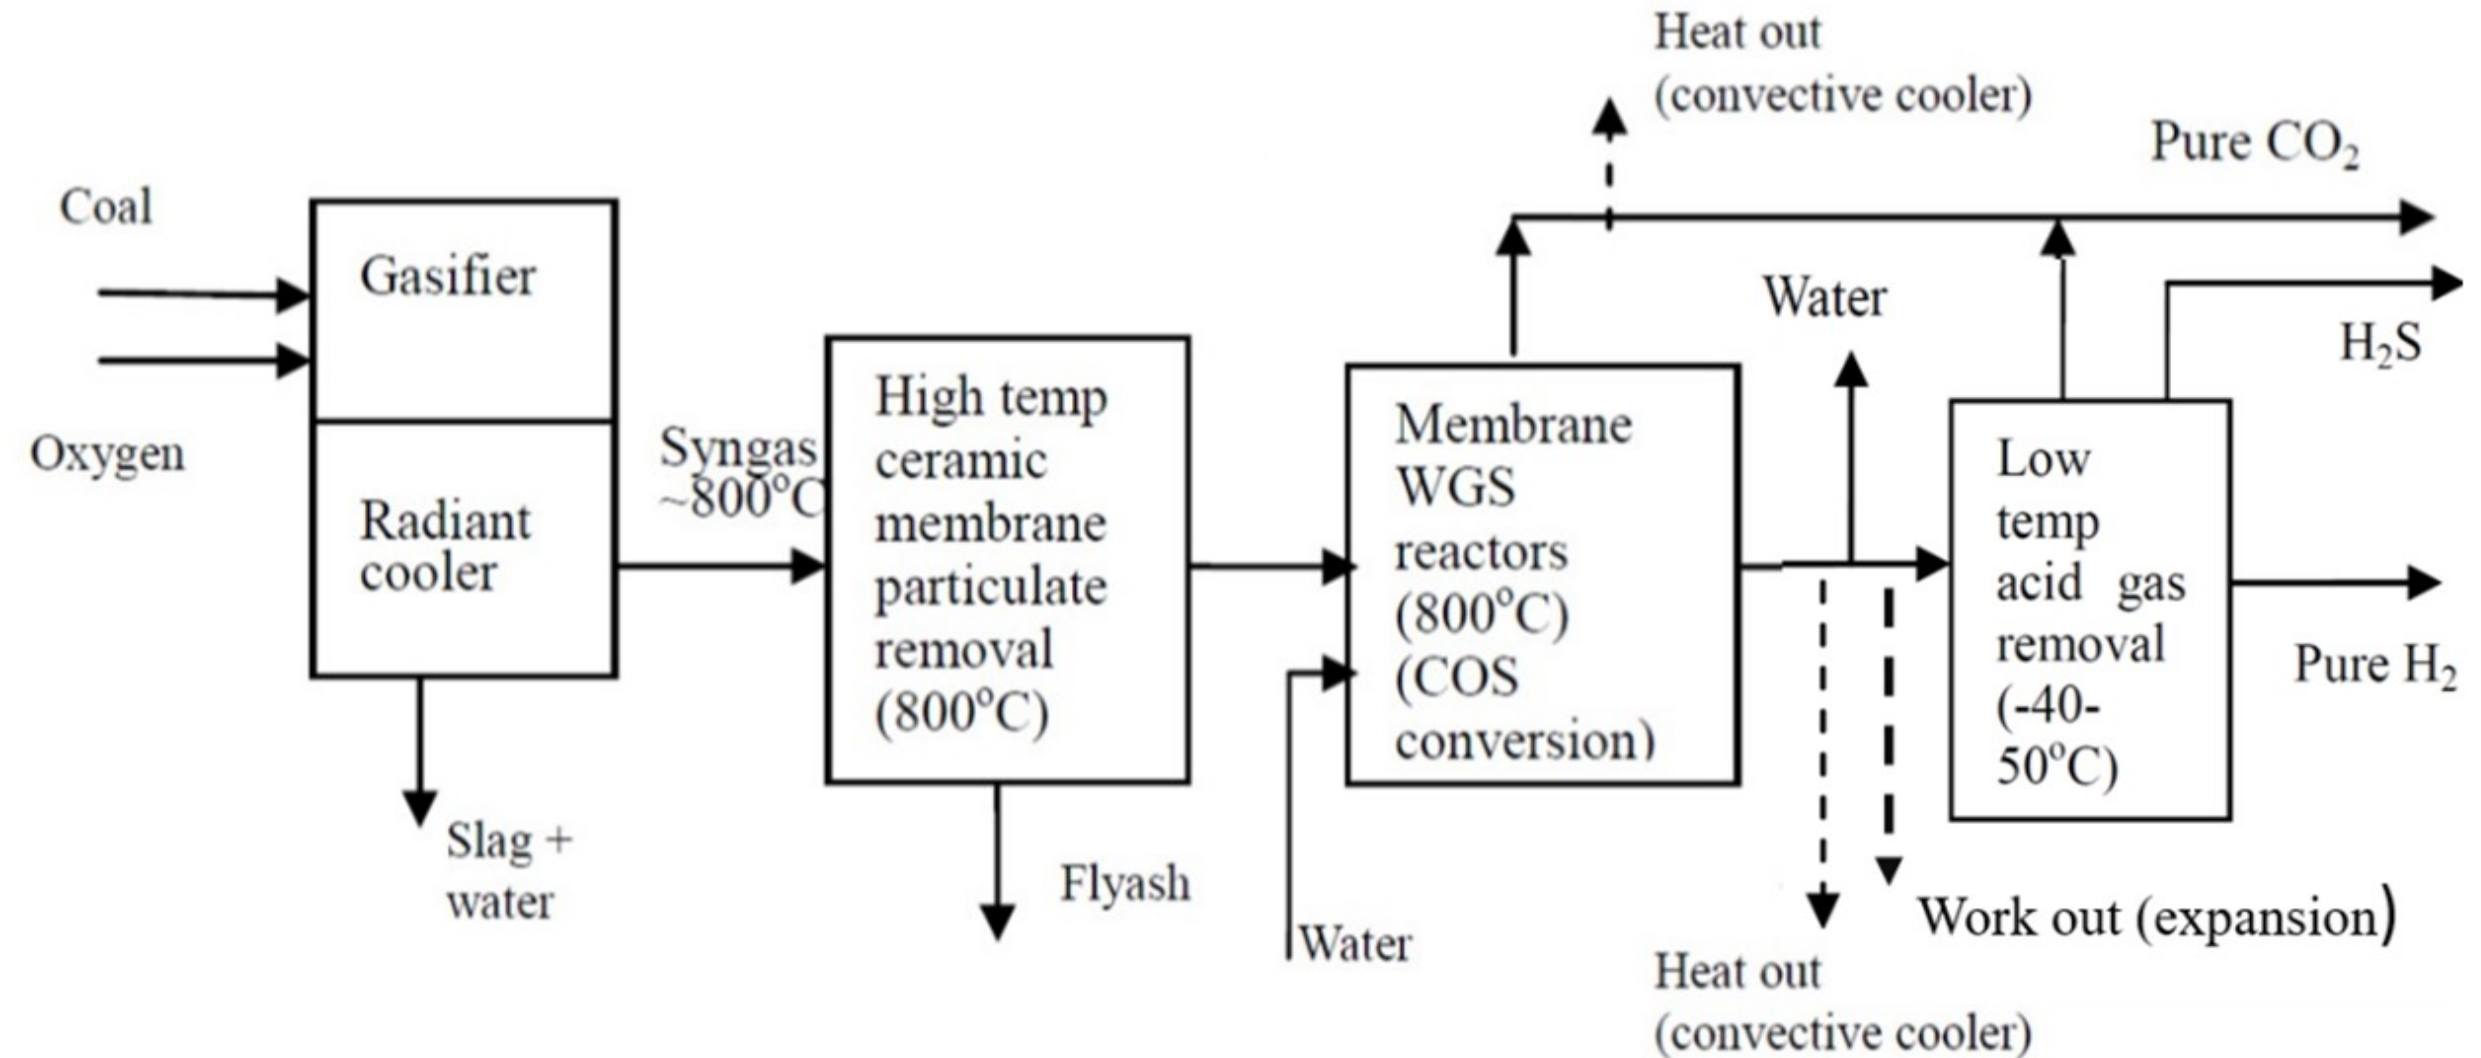 Coal
Oxygen
Gasifier
Radiant
cooler
Slag +
water
Syngas
~800°C
High temp
ceramic
membrane
particulate
removal
(800°C)
Flyash
Water
Membrane
WGS
reactors
(800°C)
(COS
conversion)
Heat out
(convective cooler)
Pure CO₂
Water
H₂S
Low
temp
acid gas
removal
(-40-
50°C)
Pure H₂
Work out (expansion)
Heat out
(convective cooler)